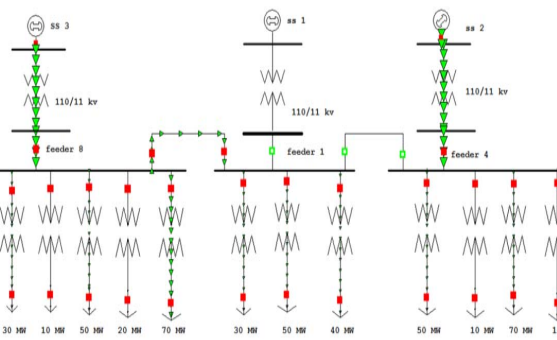 ss 3
ss 1
ss 2
110/11 kv
110/11 kv
110/11 kv
feeder 8
feeder 1
feeder 4
30 MW 10 MW 50 MW 20 MW 70 MW 30 MW 50 MW 40 MW 50 MW 10 MW 70 MW